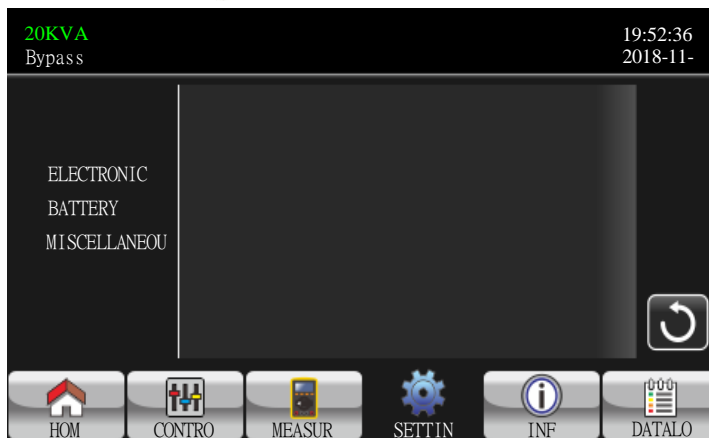 20KVA
Bypass
19:52:36
2018-11-
ELECTRONIC
BATTERY
MISCELLANEOU
HOM
CONTRO
MEASUR
SETTIN
INF
DATALO